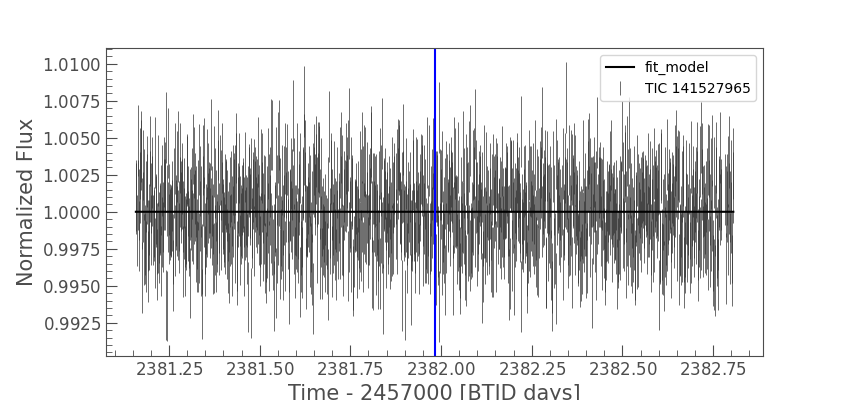 1.0100
1.0075
1.0050
1.0025
1.0000
0.9975
0.9950
0.9925
Normalized Flux
fit_model
TIC 141527965
2381.25 2381.50 2381.75 2382.00 2382.25 2382.50 2382.75
Time - 2457000 [BTJD days]